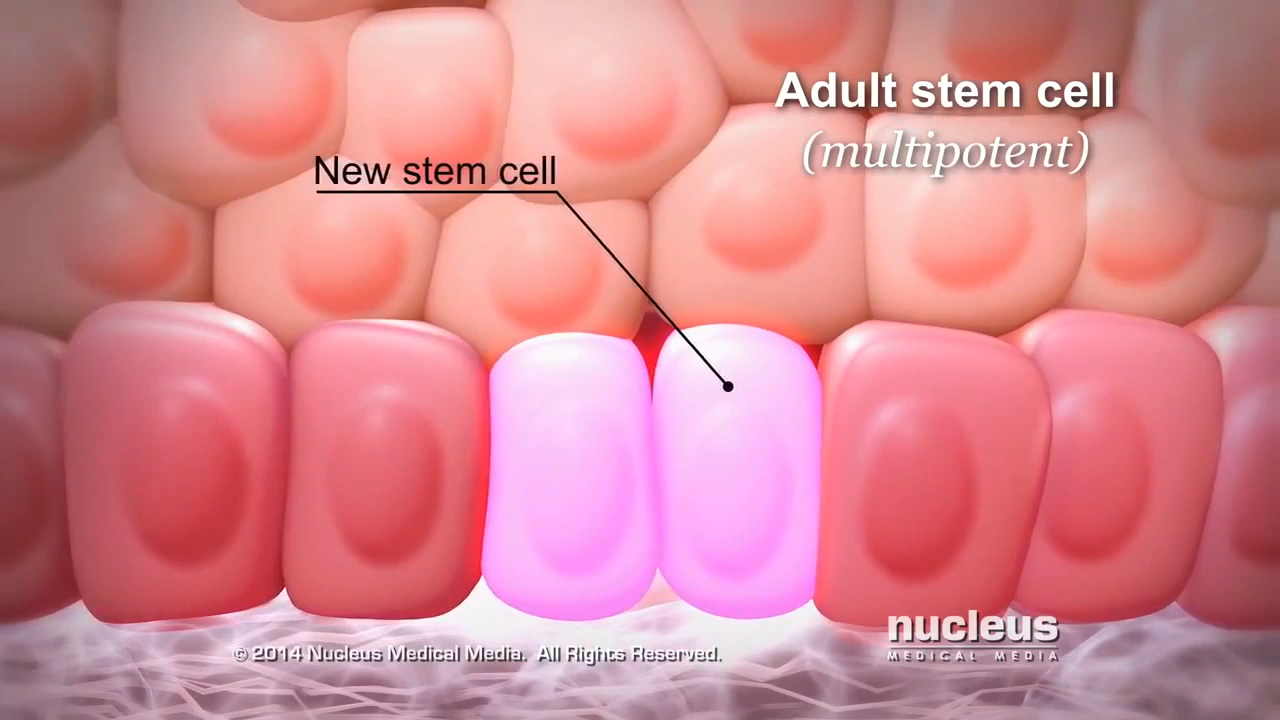 Adult stem cell
(multipotent)
New stem cell
nucleus
MEDICAL MEDIA
© 2014 Nucleus Medical Media. All Rights Reserved.